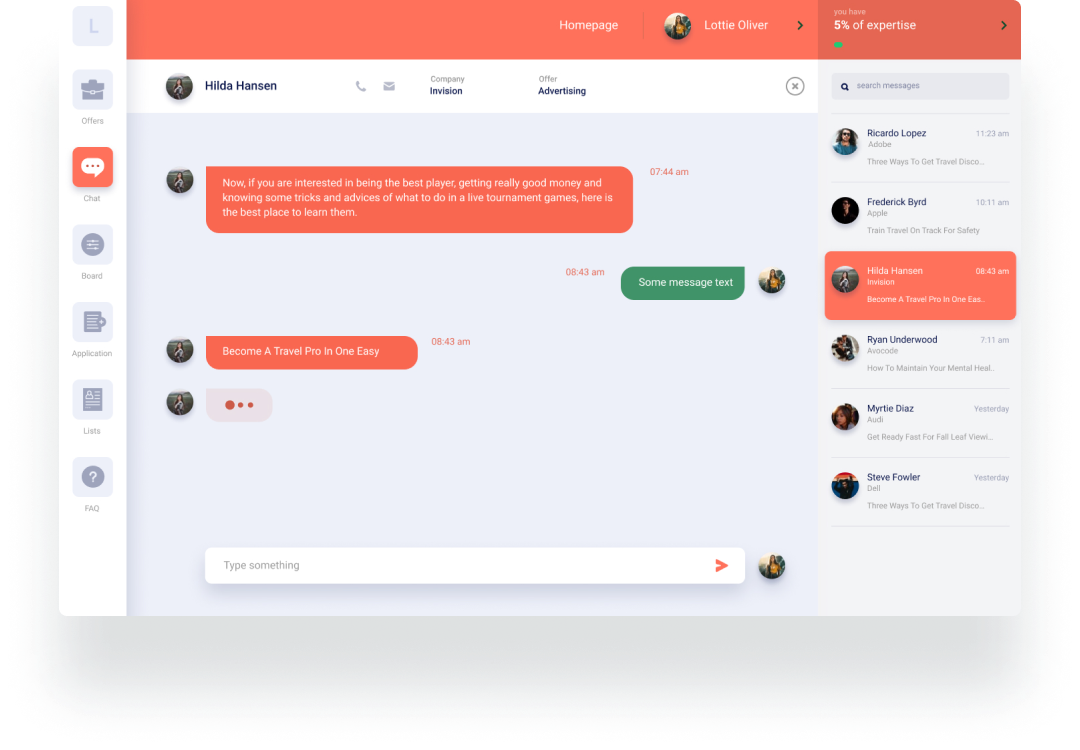 L
Offers
Chat
Board
Application
Lists
FAQ
Homepage
Lottie Oliver
you have
5% of expertise
Hilda Hansen
Company
Invision
Offer
Advertising
Now, if you are interested in being the best player, getting really good money and
knowing some tricks and advices of what to do in a live tournament games, here is
the best place to learn them.
07:44 am
08:43 am
Some message text
Become A Travel Pro In One Easy
08:43 am
Type something
search messages
Ricardo Lopez
11:23 am
Adobe
Three Ways To Get Travel Disco...
Frederick Byrd
10:11 am
Apple
Train Travel On Track For Safety
Hilda Hansen
08:43 am
Invision
Become A Travel Pro In One Eas..
Ryan Underwood
7:11 am
Avocode
How To Maintain Your Mental Heal..
Myrtie Diaz
Yesterday
Audi
Get Ready Fast For Fall Leaf Viewi...
Steve Fowler
Yesterday
Dell
Three Ways To Get Travel Disco...